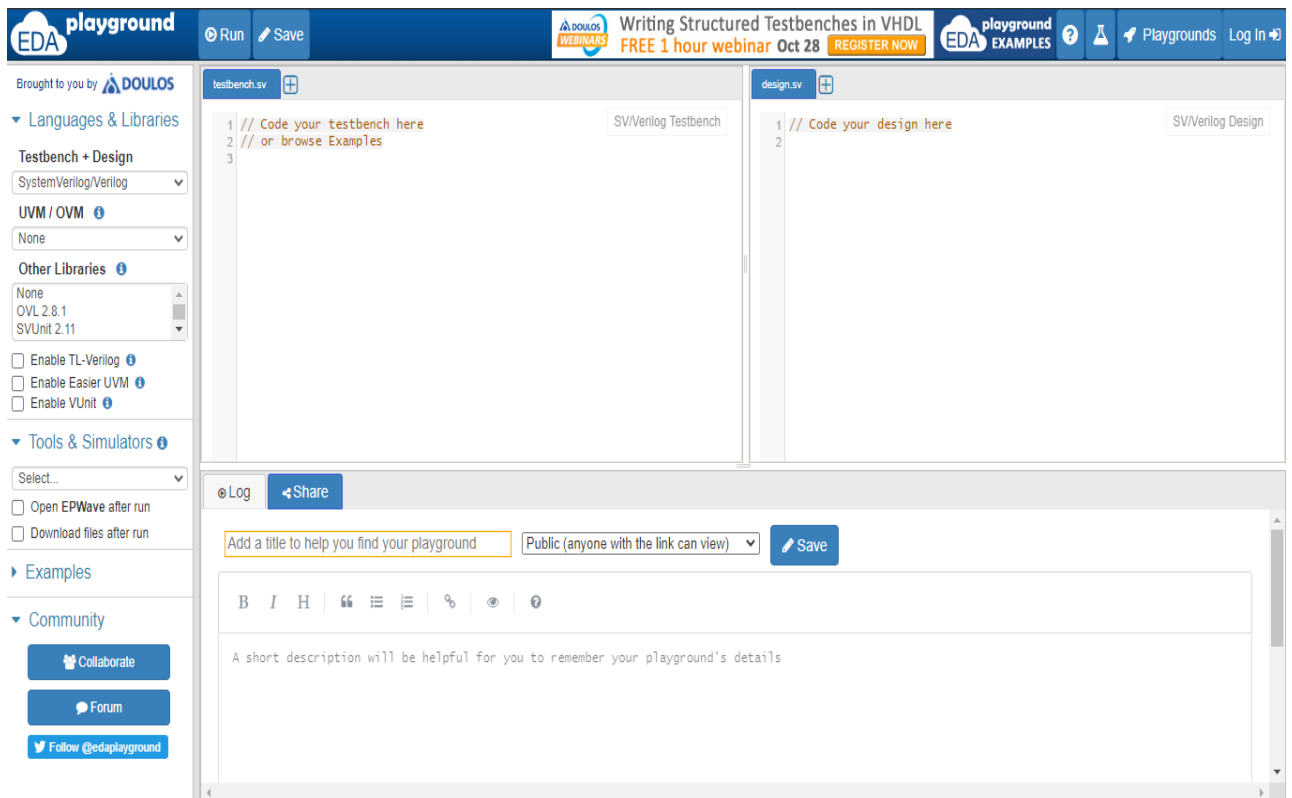 EDA playground
Run
Save
DOULOS WEBINARS
Writing Structured Testbenches in VHDL
FREE 1 hour webinar Oct 28 REGISTER NOW
EDA playground EXAMPLES
?
Playgrounds
Log In
Brought to you by DOULOS
Languages & Libraries
Testbench + Design
SystemVerilog/Verilog
UVM / OVM
None
Other Libraries
None
OVL 2.8.1
SVUnit 2.11
Enable TL-Verilog
Enable Easier UVM
Enable VUnit
Tools & Simulators
Select...
Open EPWave after run
Download files after run
Examples
Community
Collaborate
Forum
Follow @edaplayground
testbench.sv
1 // Code your testbench here
2 // or browse Examples
3
SV/Verilog Testbench
design.sv
1 // Code your design here
2
SV/Verilog Design
Log
Share
Add a title to help you find your playground
Public (anyone with the link can view)
Save
B I H
A short description will be helpful for you to remember your playground's details